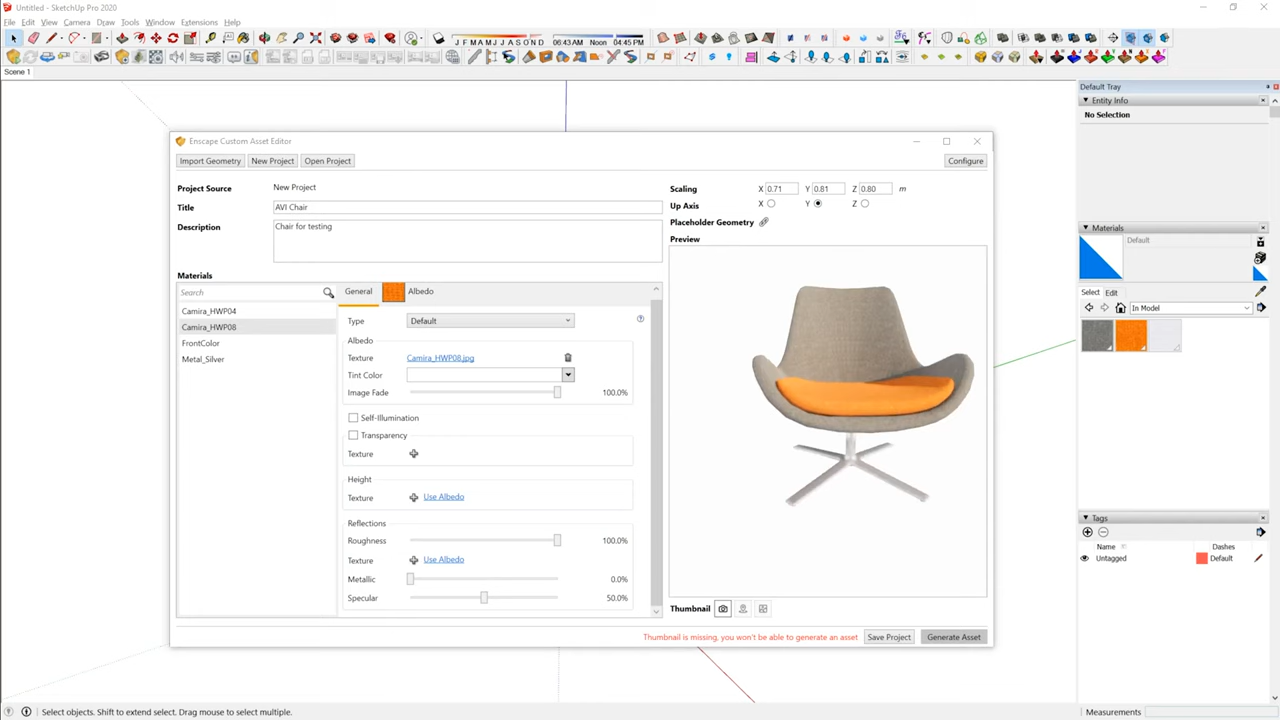 Untitled - SketchUp Pro 2020
File Edit View Camera Draw Tools Window Extensions Help
J F M A M J J A S O N D 06:43 AM Noon 04:45 PM
Scene 1
Default Tray
Entity Info
No Selection
Enscape Custom Asset Editor
Import Geometry New Project Open Project Configure
Project Source New Project
Title AVI Chair
Description Chair for testing
Scaling X 0.71 Y 0.81 Z 0.80 m
Up Axis X Y Z
Placeholder Geometry
Preview
Materials
Search
Camira_HWP04
Camira_HWP08
FrontColor
Metal_Silver
General Albedo
Type Default
Albedo
Texture Camira_HWP08.jpg
Tint Color
Image Fade 100.0%
Self-Illumination
Transparency
Texture
Height
Texture Use Albedo
Reflections
Roughness 100.0%
Texture Use Albedo
Metallic 0.0%
Specular 50.0%
Thumbnail
Thumbnail is missing, you won't be able to generate an asset Save Project Generate Asset
Materials
Default
Select Edit
In Model
Tags
Name Dashes
Untagged Default
Select objects. Shift to extend select. Drag mouse to select multiple.
Measurements